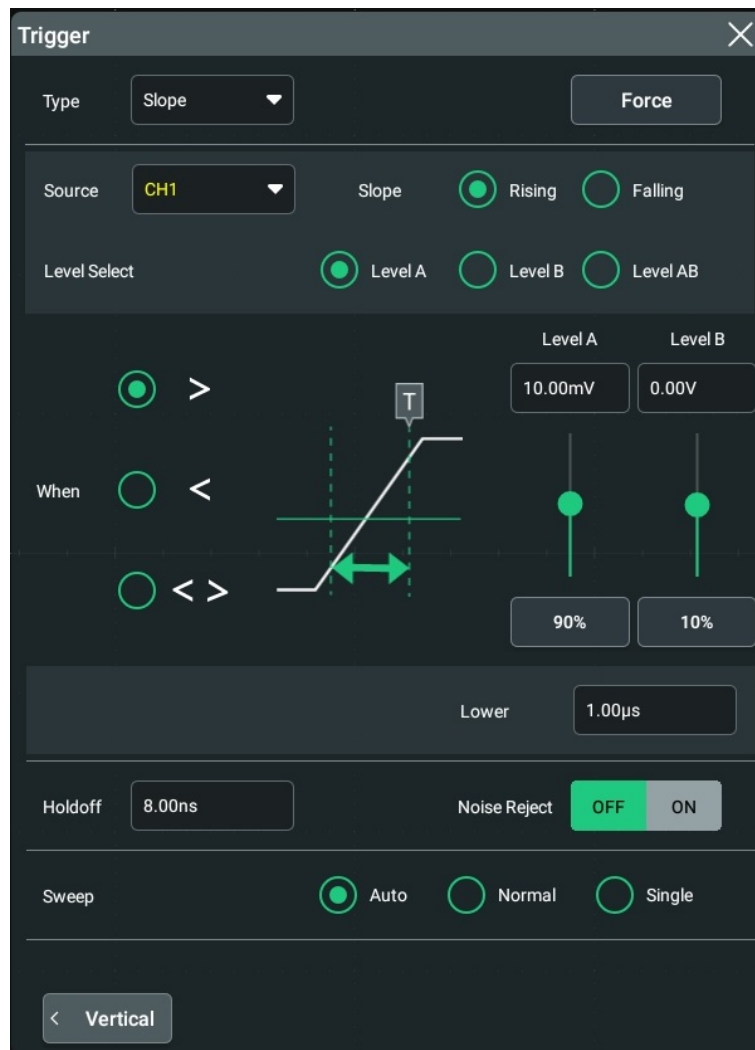 Trigger
Type Slope Force
Source CH1 Slope Rising Falling
Level Select Level A Level B Level AB
Level A Level B
> 10.00mV 0.00V
T
When <
< >
90% 10%
Lower 1.00µs
Holdoff 8.00ns Noise Reject OFF ON
Sweep Auto Normal Single
< Vertical